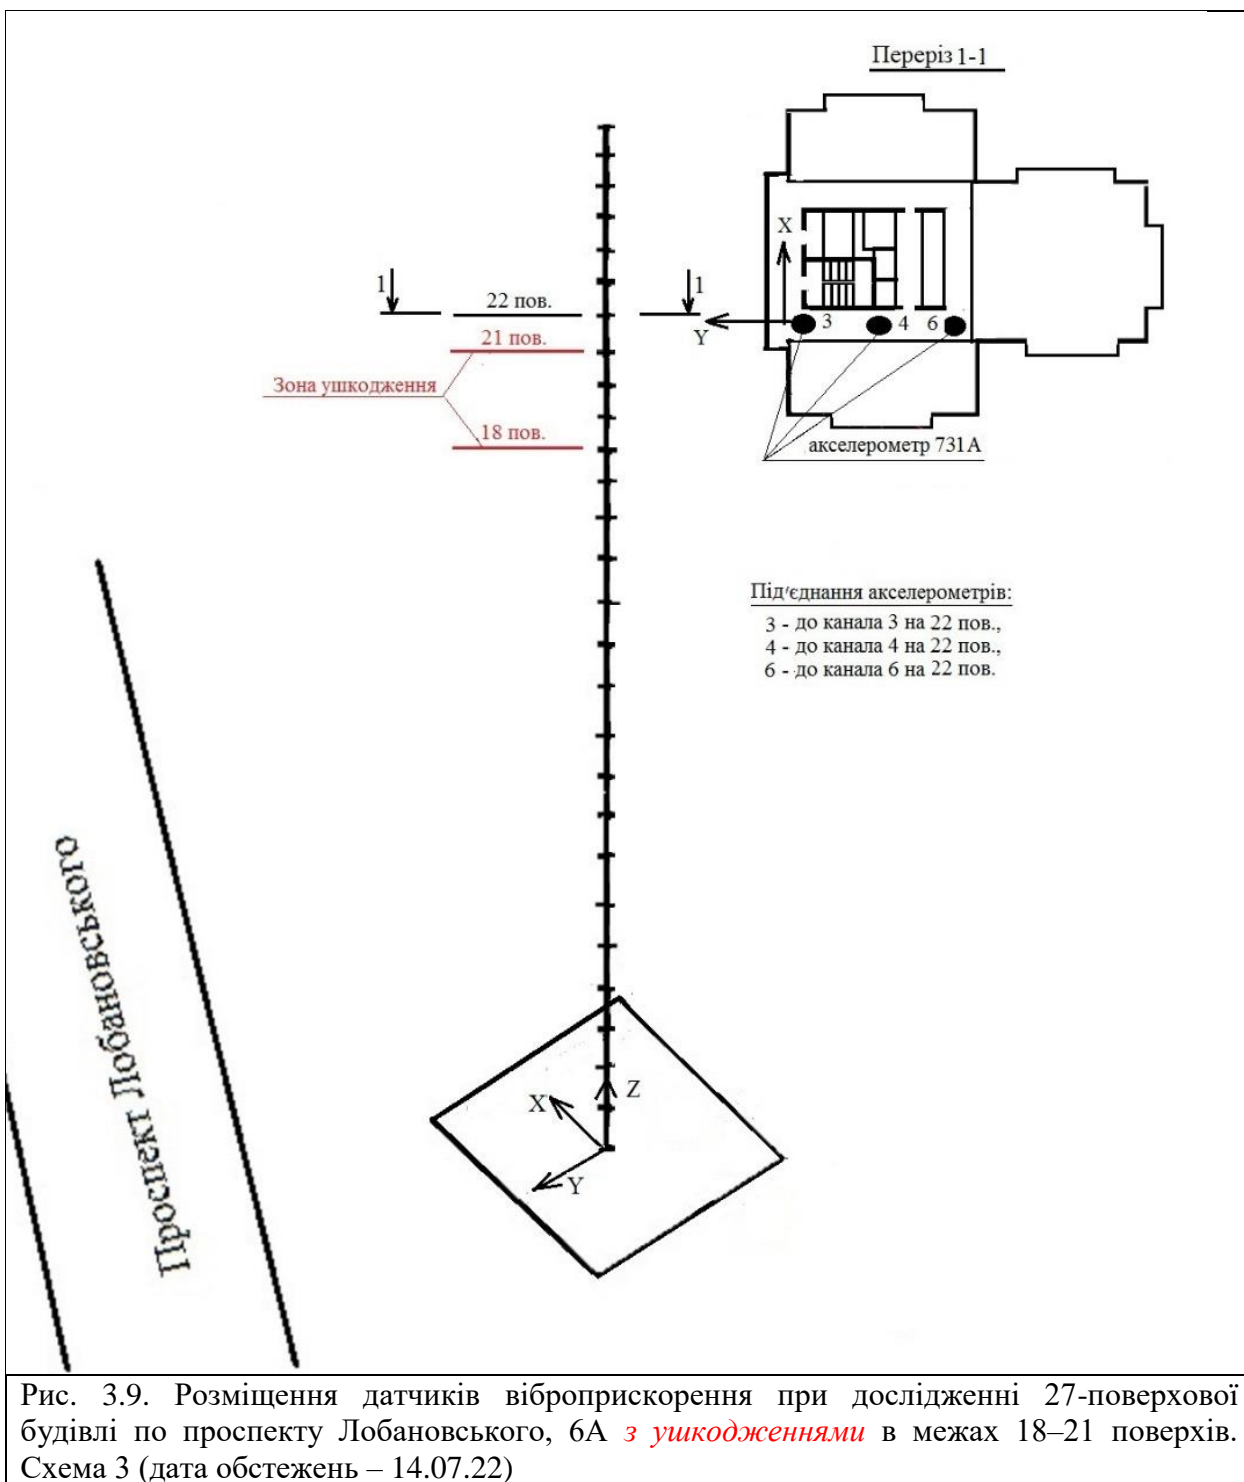 Переріз 1-1
X
1
1
22 пов.
3
4
6
Y
21 пов.
Зона ушкодження
18 пов.
акселерометр 731А
Під'єднання акселерометрів:
3 - до канала 3 на 22 пов.,
4 - до канала 4 на 22 пов.,
6 - до канала 6 на 22 пов.
Проспект Лобановського
Z
X
Y
Рис. 3.9. Розміщення датчиків віброприскорення при дослідженні 27-поверхової
будівлі по проспекту Лобановського, 6А з ушкодженнями в межах 18–21 поверхів.
Схема 3 (дата обстежень – 14.07.22)